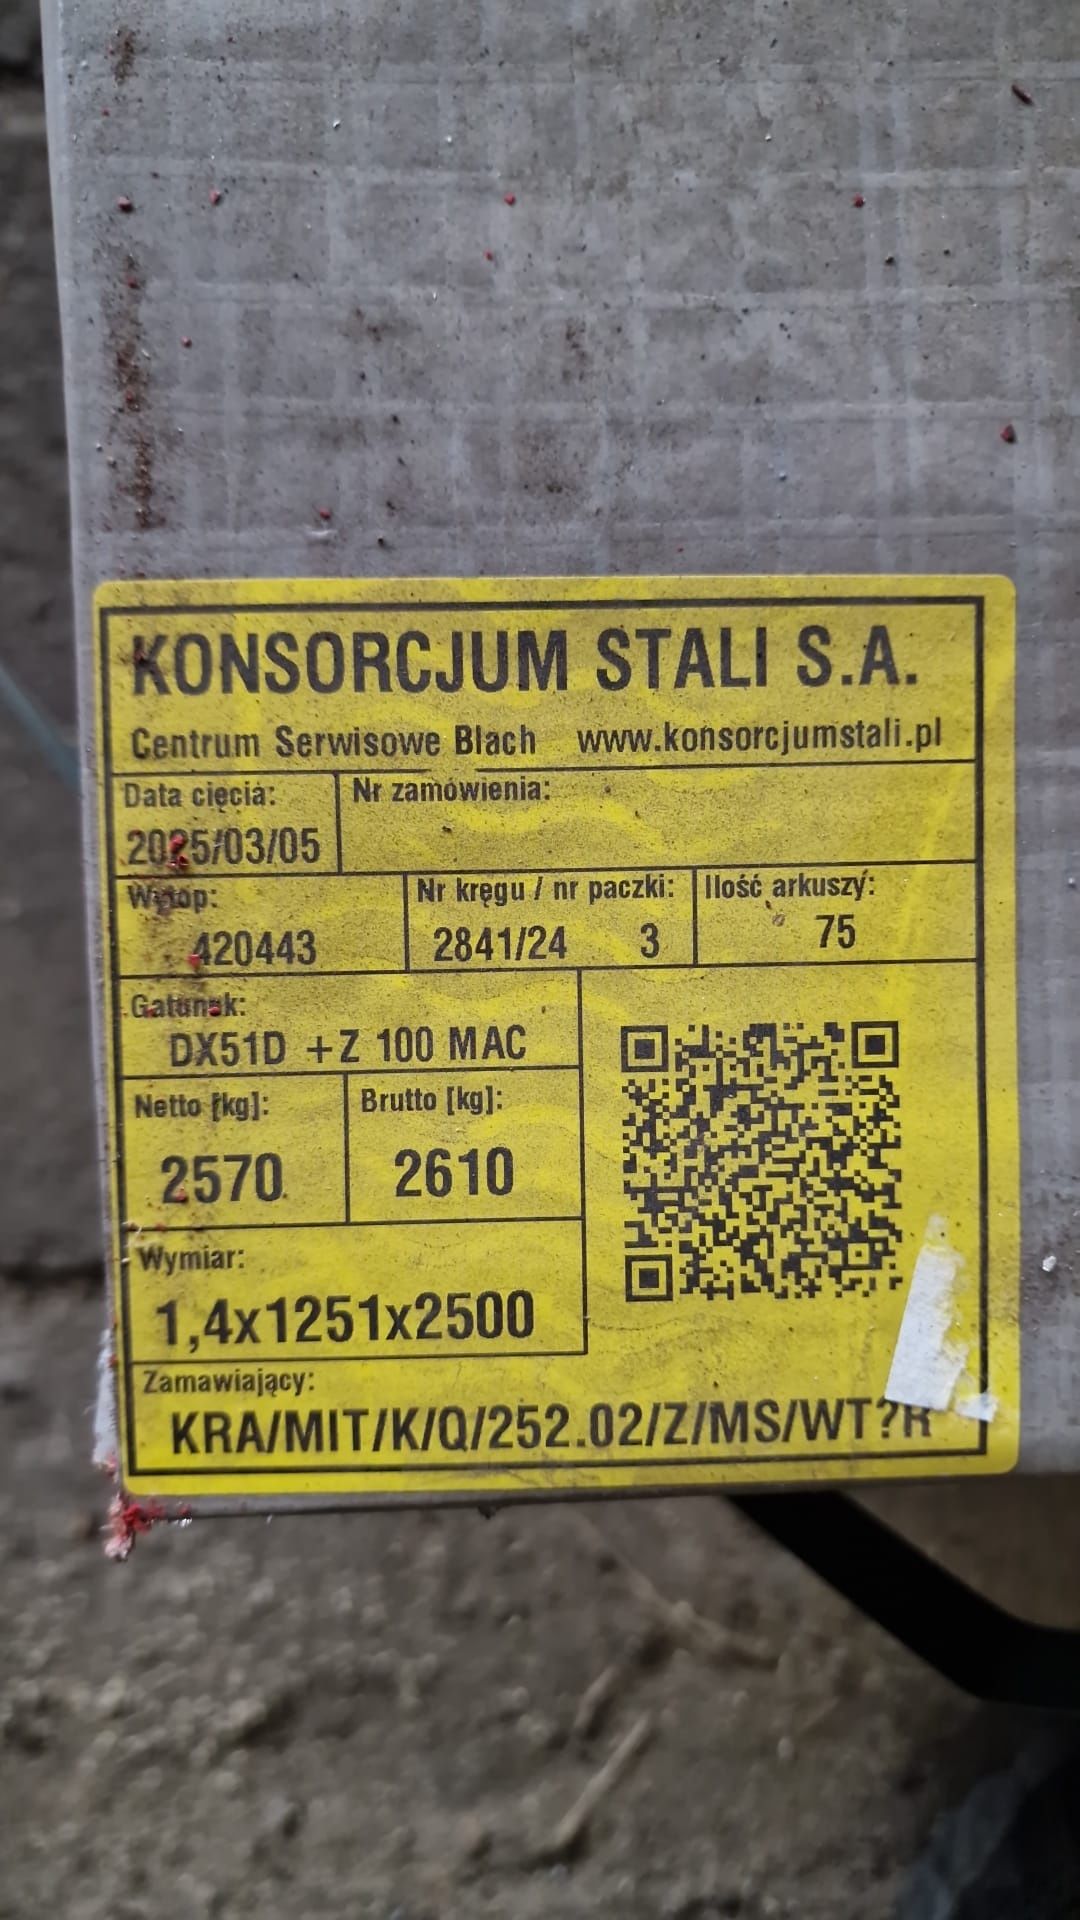 KONSORCJUM STALI S.A.
Centrum Serwisowe Blach www.konsorcjumstali.pl
Data cięcia: Nr zamówienia:
2025/03/05
Wytop: Nr kręgu / nr paczki: Ilość arkuszy:
420443 2841/24 3 75
Gatunek:
DX51D +Z 100 MAC
Netto [kg]: Brutto [kg]:
2570 2610
Wymiar:
1,4x1251x2500
Zamawiający:
KRA/MIT/K/Q/252.02/Z/MS/WT?R